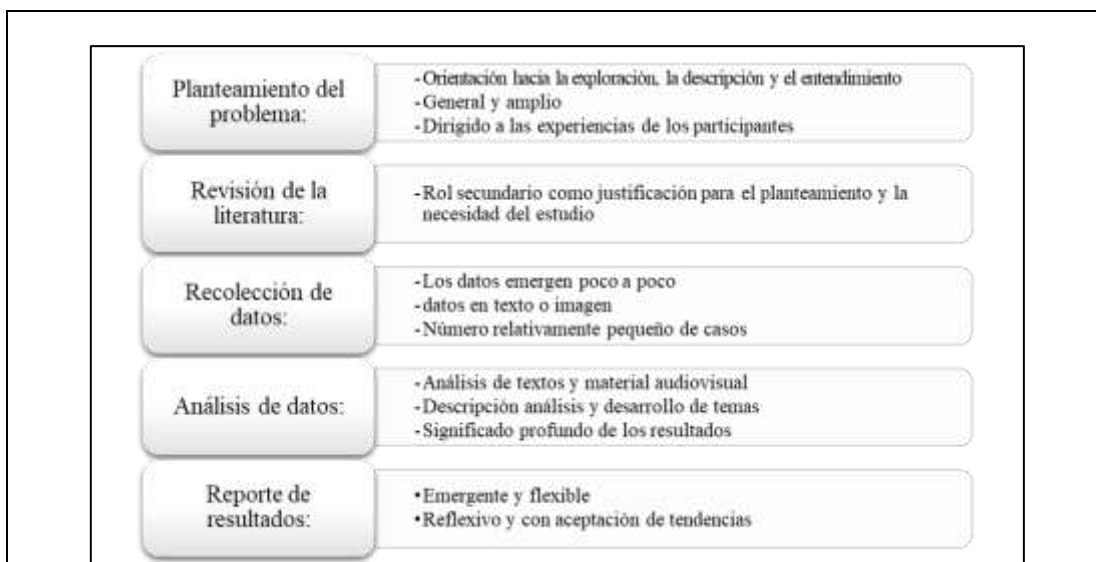 Planteamiento del
problema:
-Orientación hacia la exploración, la descripción y el entendimiento
-General y amplio
-Dirigido a las experiencias de los participantes
Revisión de la
literatura:
-Rol secundario como justificación para el planteamiento y la
necesidad del estudio
Recolección de
datos:
-Los datos emergen poco a poco
-datos en texto o imagen
-Número relativamente pequeño de casos
Análisis de datos:
-Análisis de textos y material audiovisual
-Descripción análisis y desarrollo de temas
-Significado profundo de los resultados
Reporte de
resultados:
•Emergente y flexible
•Reflexivo y con aceptación de tendencias